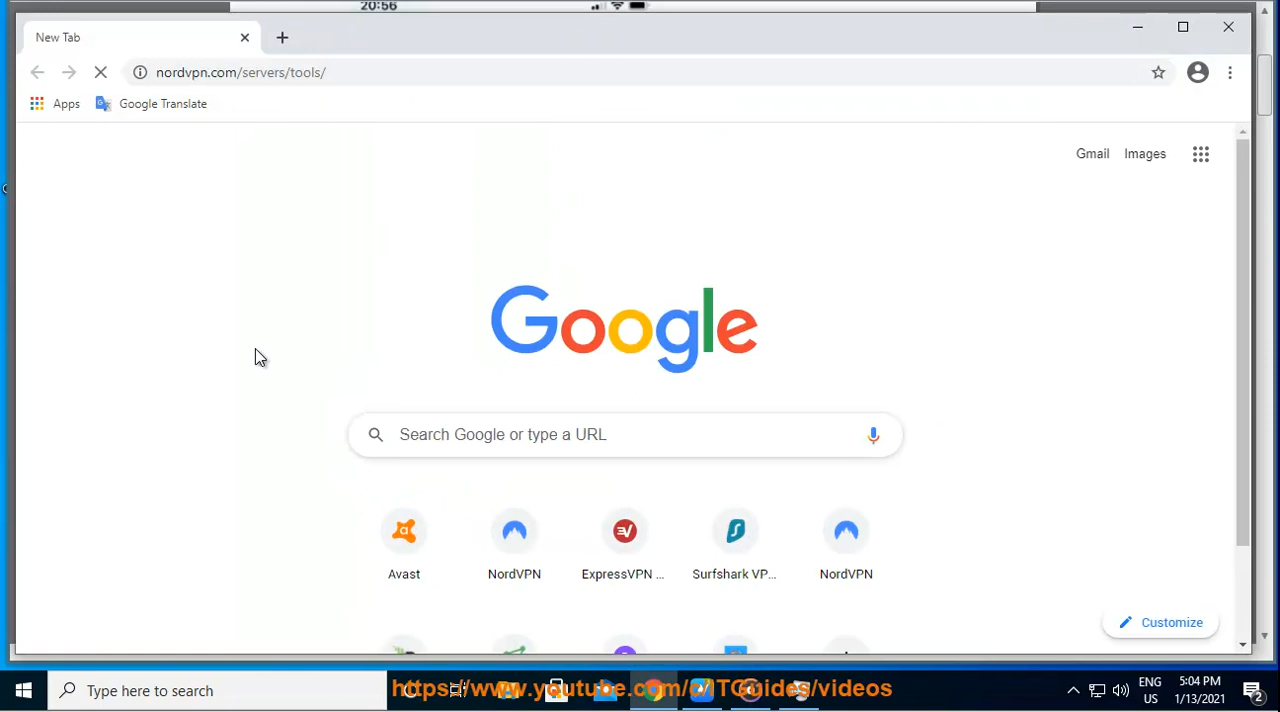 20:56
New Tab
nordvpn.com/servers/tools/
Apps
Google Translate
Gmail
Images
Google
Search Google or type a URL
Avast
NordVPN
ExpressVPN ...
Surfshark VP...
NordVPN
Customize
Type here to search
https://www.youtube.com/c/ITGuides/videos
ENG
US
5:04 PM
1/13/2021
2